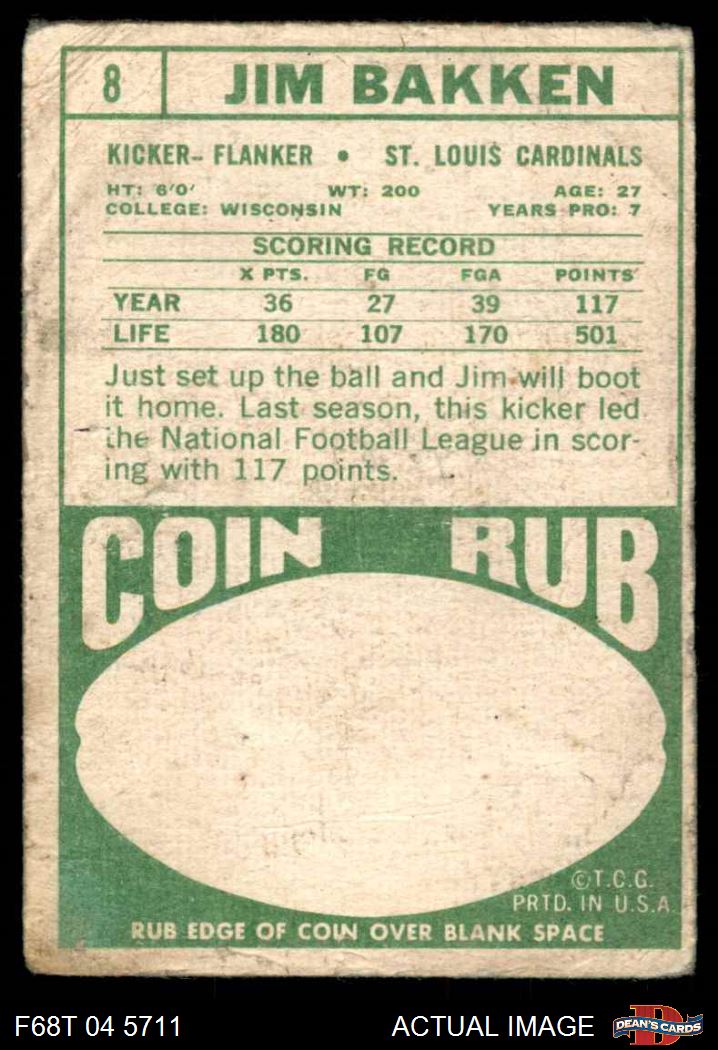 8 JIM BAKKEN
KICKER- FLANKER • ST. LOUIS CARDINALS
HT: 6'0' WT: 200 AGE: 27
COLLEGE: WISCONSIN YEARS PRO: 7
SCORING RECORD
X PTS. FG FGA POINTS
YEAR 36 27 39 117
LIFE 180 107 170 501
Just set up the ball and Jim will boot
it home. Last season, this kicker led
the National Football League in scor-
ing with 117 points.
COIN RUB
©T.C.G.
PRTD. IN U.S.A.
RUB EDGE OF COIN OVER BLANK SPACE
F68T 04 5711 ACTUAL IMAGE DEAN'S CARDS